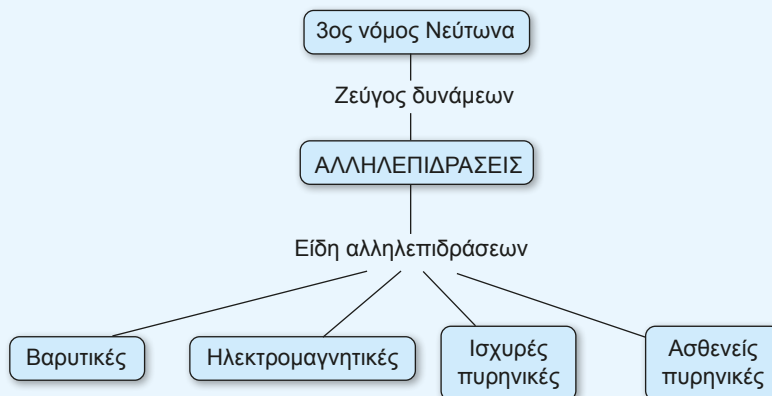 3ος νόμος Νεύτωνα
Ζεύγος δυνάμεων
ΑΛΛΗΛΕΠΙΔΡΑΣΕΙΣ
Είδη αλληλεπιδράσεων
Βαρυτικές
Ηλεκτρομαγνητικές
Ισχυρές
πυρηνικές
Ασθενείς
πυρηνικές